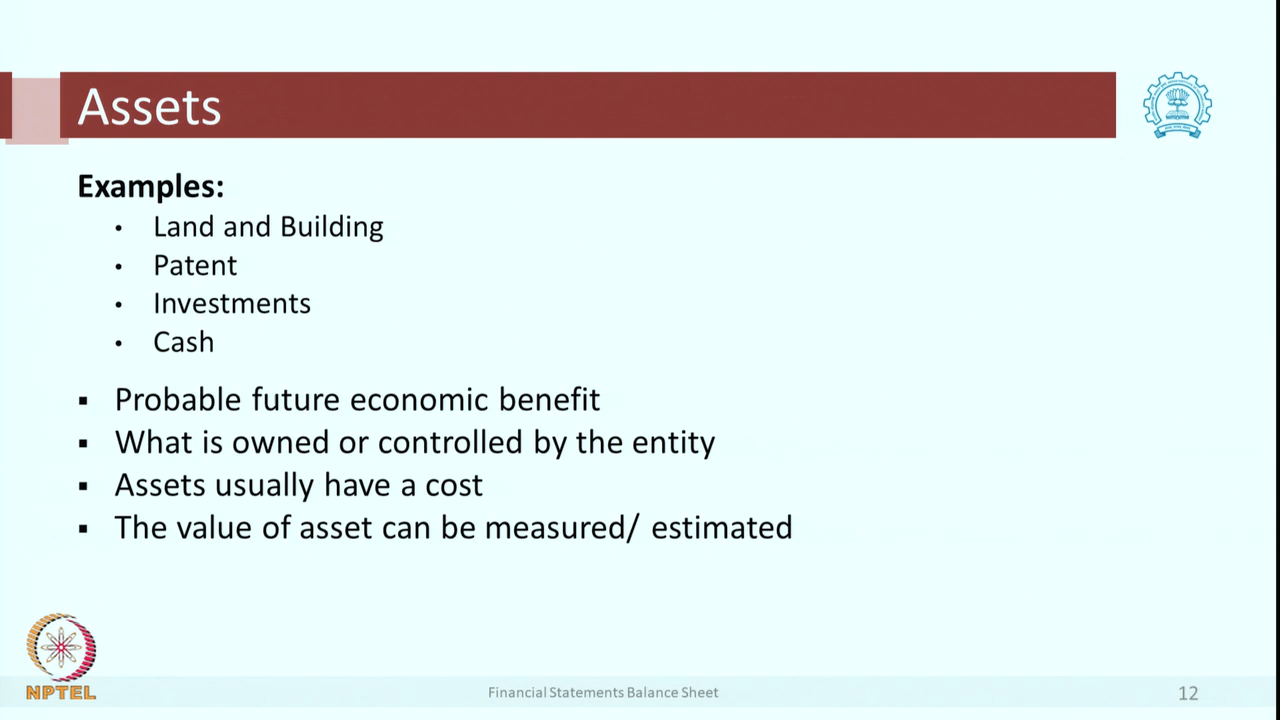 Assets
Examples:
• Land and Building
• Patent
• Investments
• Cash
▪ Probable future economic benefit
▪ What is owned or controlled by the entity
▪ Assets usually have a cost
▪ The value of asset can be measured/ estimated
NPTEL
Financial Statements Balance Sheet
12